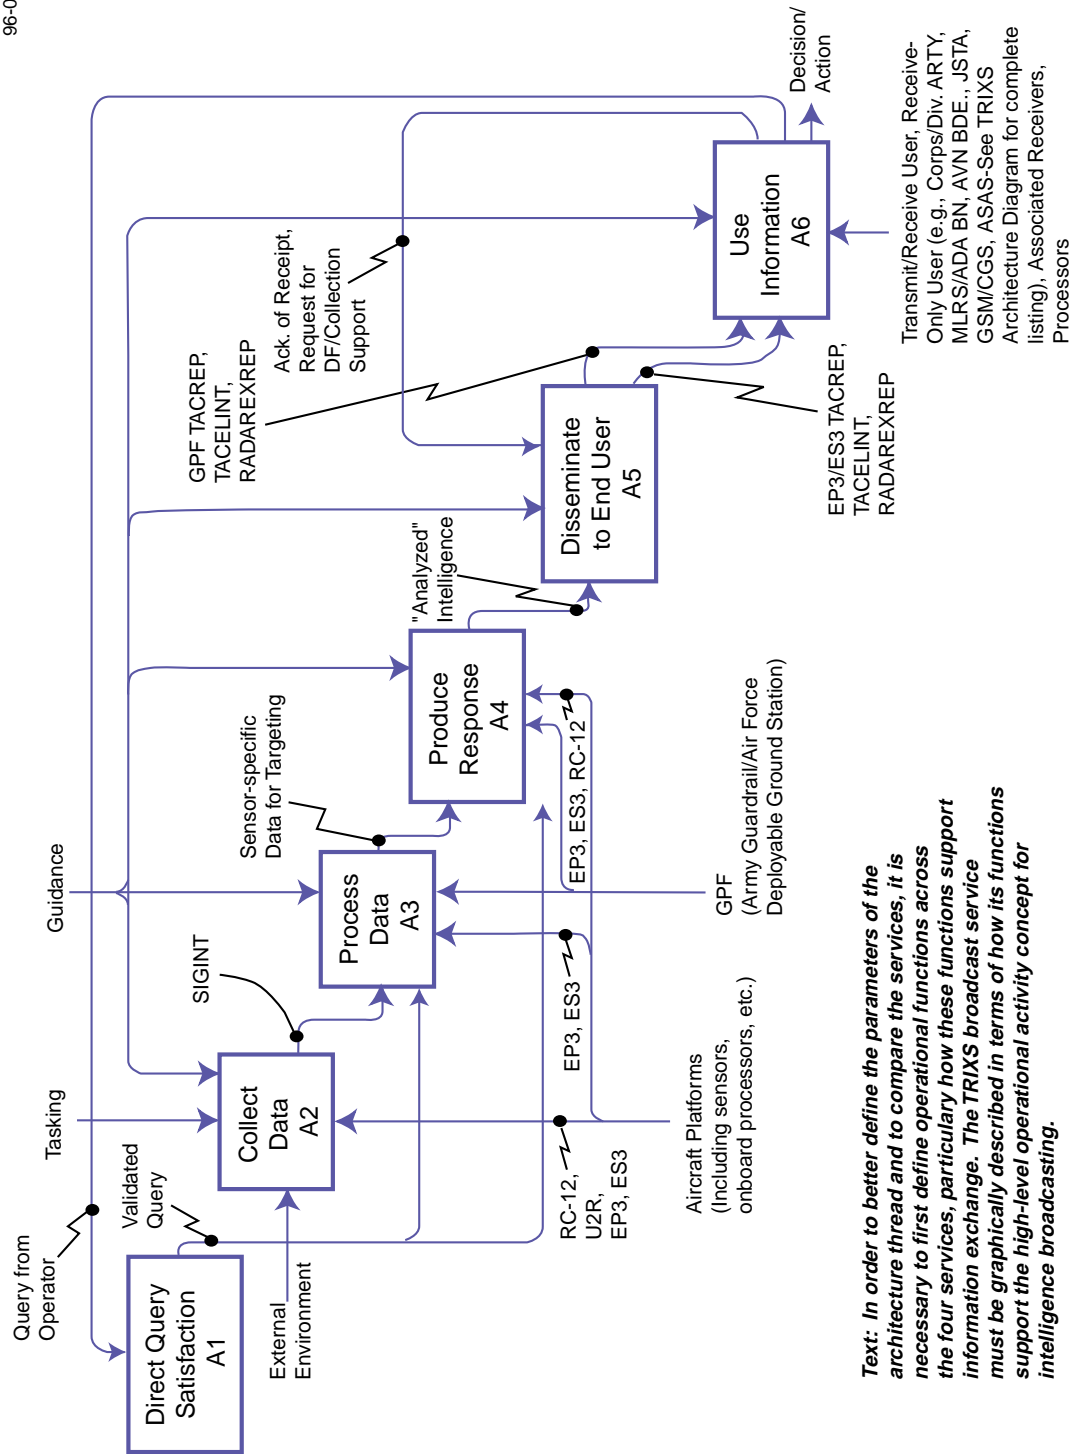 96-0
Query from
Operator
Tasking
Guidance
Validated
Query
SIGINT
Sensor-specific
Data for Targeting
"Analyzed"
Intelligence
GPF TACREP,
TACELINT,
RADAREXREP
Ack. of Receipt,
Request for
DF/Collection
Support
Direct Query
Satisfaction
A1
Collect
Data
A2
Process
Data
A3
Produce
Response
A4
Disseminate
to End User
A5
Use
Information
A6
Decision/
Action
External
Environment
RC-12,
U2R,
EP3, ES3
EP3, ES3
EP3, ES3, RC-12
Aircraft Platforms
(Including sensors,
onboard processors, etc.)
GPF
(Army Guardrail/Air Force
Deployable Ground Station)
EP3/ES3 TACREP,
TACELINT,
RADAREXREP
Transmit/Receive User, Receive-
Only User (e.g., Corps/Div. ARTY,
MLRS/ADA BN, AVN BDE., JSTA,
GSM/CGS, ASAS-See TRIXS
Architecture Diagram for complete
listing), Associated Receivers,
Processors
Text: In order to better define the parameters of the
architecture thread and to compare the services, it is
necessary to first define operational functions across
the four services, particulary how these functions support
information exchange. The TRIXS broadcast service
must be graphically described in terms of how its functions
support the high-level operational activity concept for
intelligence broadcasting.